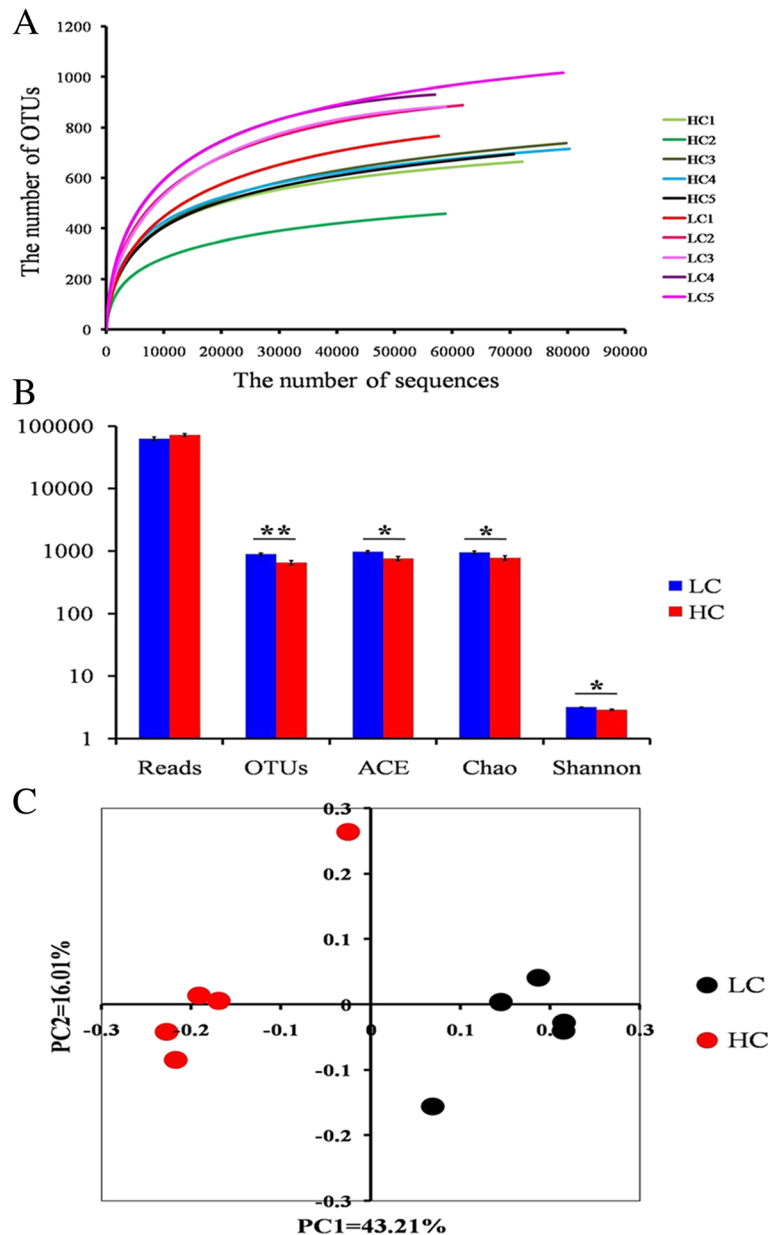 A
The number of OTUs
1200
1000
800
600
400
200
0
0 10000 20000 30000 40000 50000 60000 70000 80000 90000
The number of sequences
HC1
HC2
HC3
HC4
HC5
LC1
LC2
LC3
LC4
LC5
B
100000
10000
1000
100
10
1
** * * *
Reads OTUs ACE Chao Shannon
LC
HC
C
PC2=16.01%
0.3
0.2
0.1
0
-0.3 -0.2 -0.1 0 0.1 0.2 0.3
-0.1
-0.2
-0.3
PC1=43.21%
LC
HC